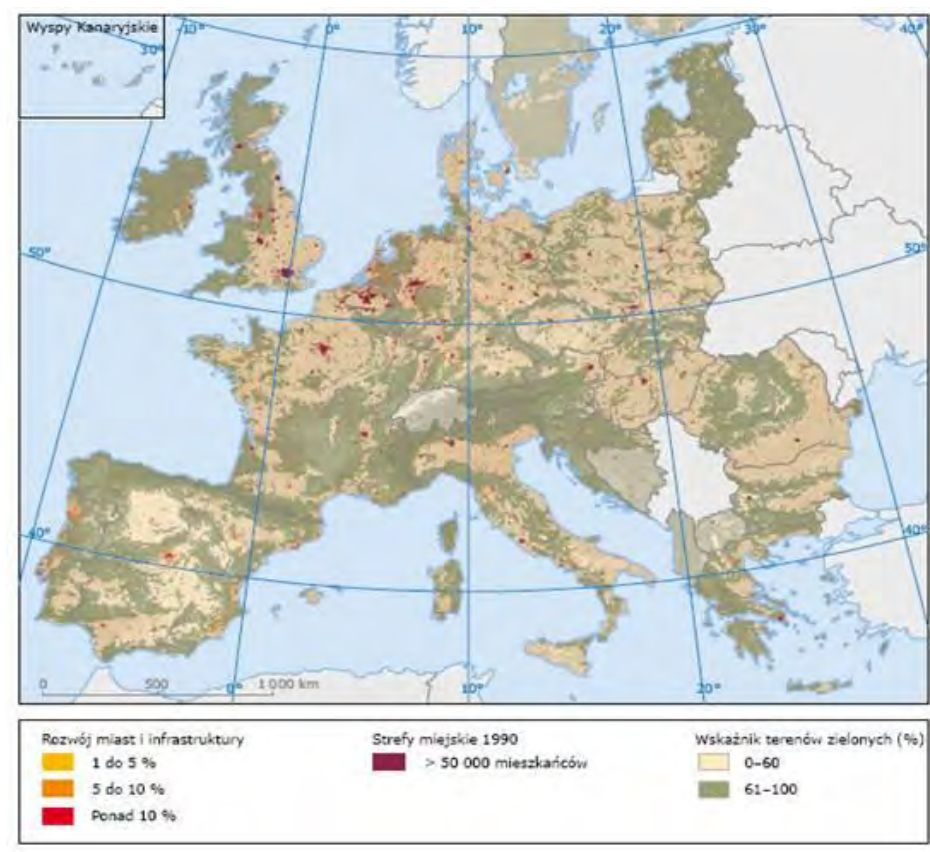 Wyspy Kanaryjskie
30°
-10°
0°
10°
20°
30°
40°
50°
50°
40°
40°
0 500 1 000 km
0°
10°
20°
Rozwój miast i infrastruktury
1 do 5 %
5 do 10 %
Ponad 10 %
Strefy miejskie 1990
> 50 000 mieszkańców
Wskaźnik terenów zielonych (%)
0–60
61–100